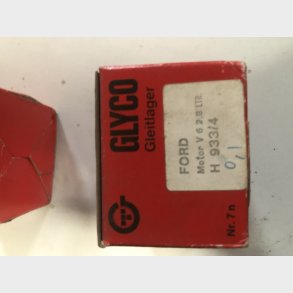 GLYCO
Gleitlager
FORD
Motor V 6 2.8 LTR.
H 933/4
0,1
Nr. 7 n